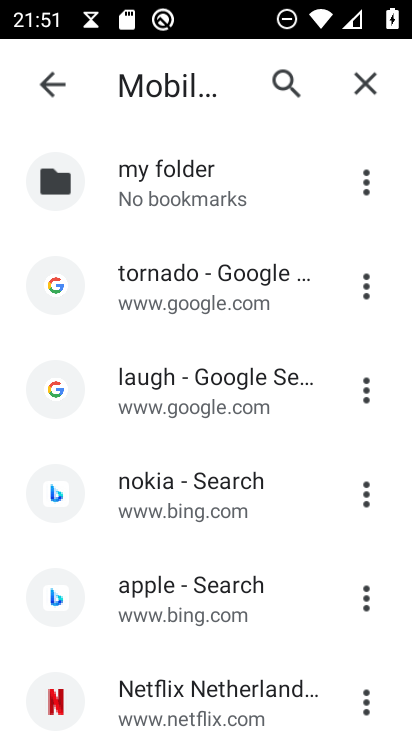 21:51
Mobil...
my folder
No bookmarks
tornado - Google ...
www.google.com
laugh - Google Se...
www.google.com
nokia - Search
www.bing.com
apple - Search
www.bing.com
Netflix Netherland...
www.netflix.com